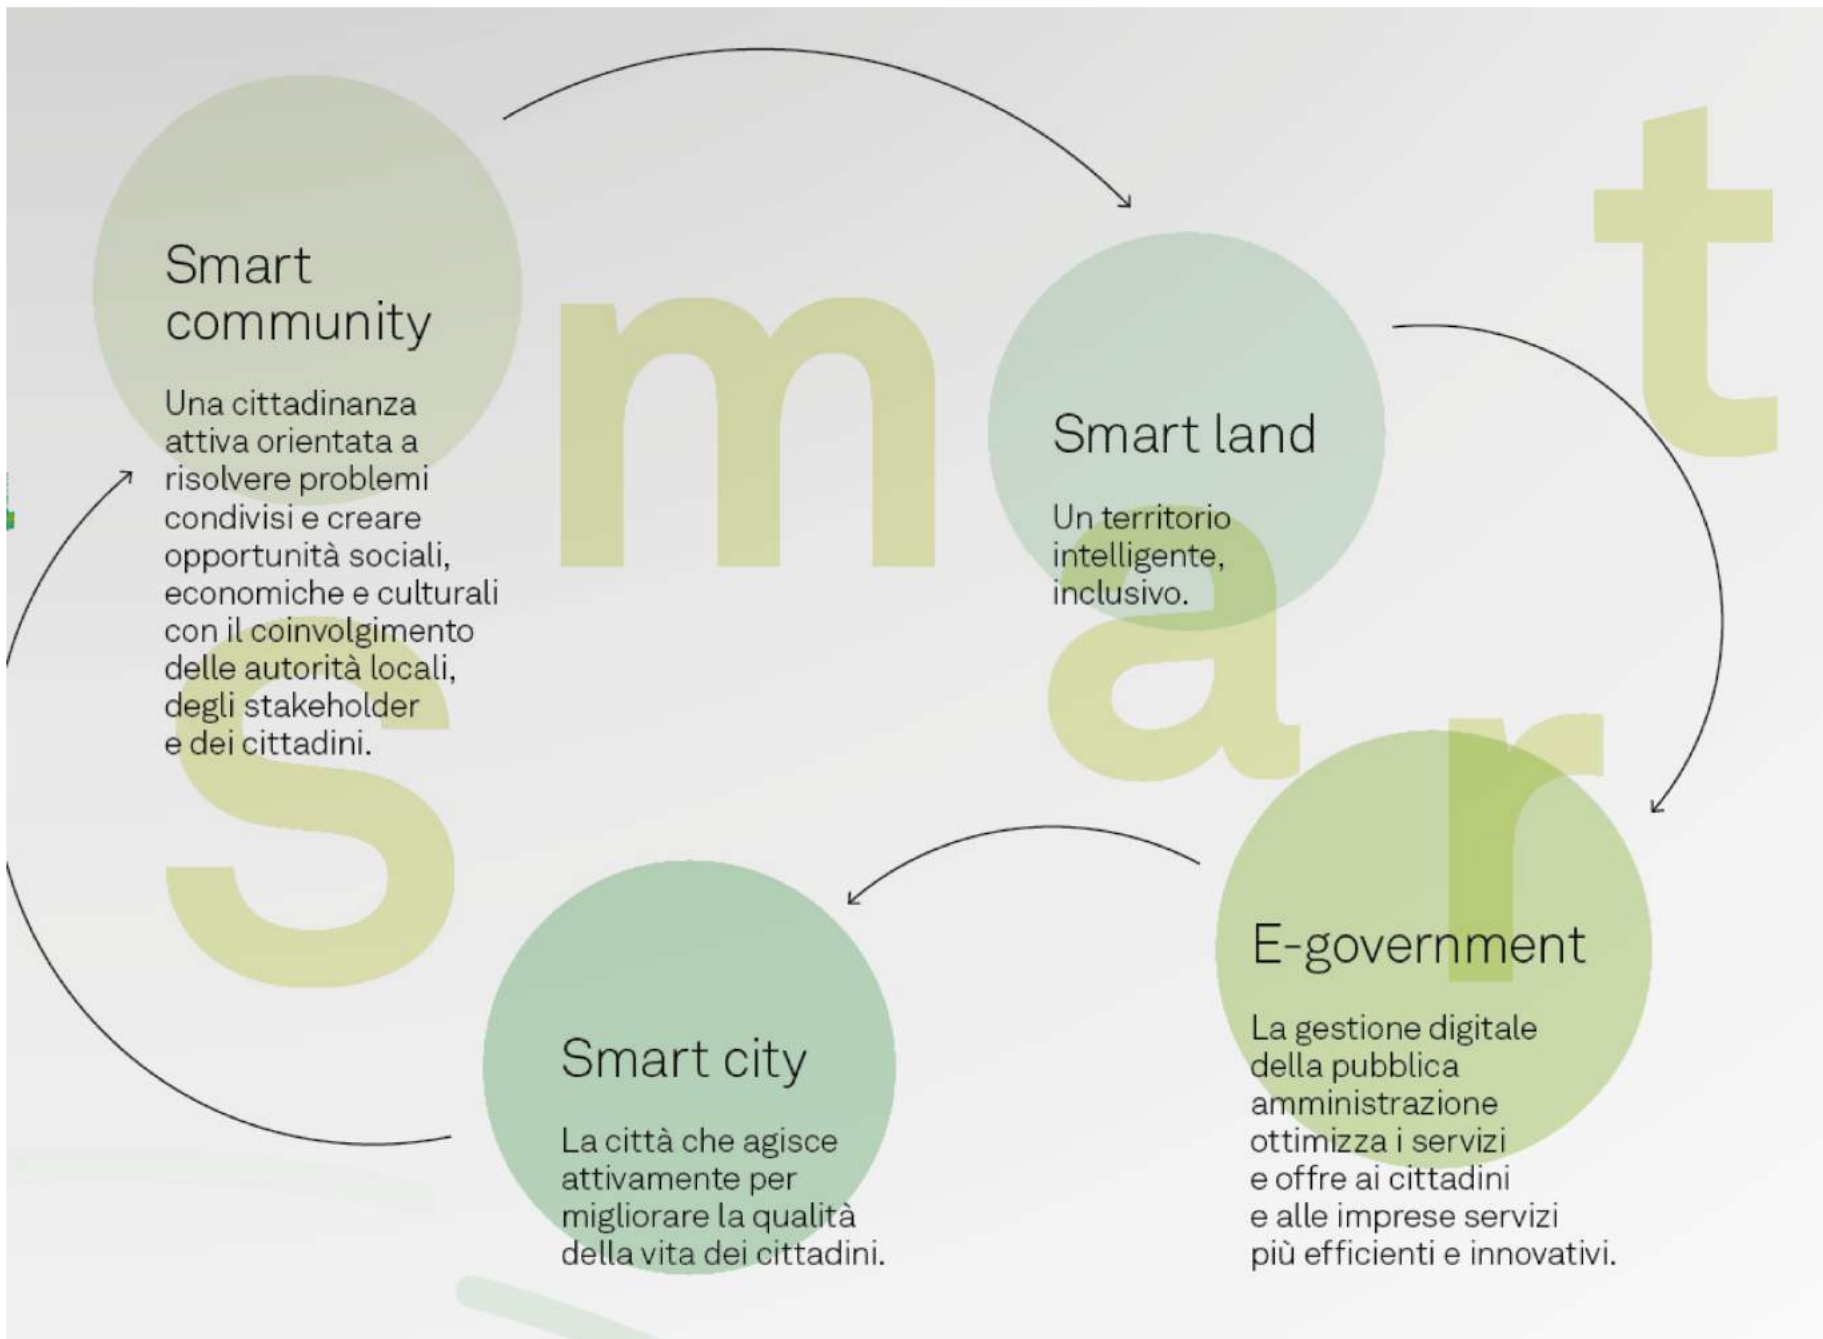 Smart
community
Una cittadinanza
attiva orientata a
risolvere problemi
condivisi e creare
opportunità sociali,
economiche e culturali
con il coinvolgimento
delle autorità locali,
degli stakeholder
e dei cittadini.
Smart land
Un territorio
intelligente,
inclusivo.
E-government
La gestione digitale
della pubblica
amministrazione
ottimizza i servizi
e offre ai cittadini
e alle imprese servizi
più efficienti e innovativi.
Smart city
La città che agisce
attivamente per
migliorare la qualità
della vita dei cittadini.
s
m
a
r
t